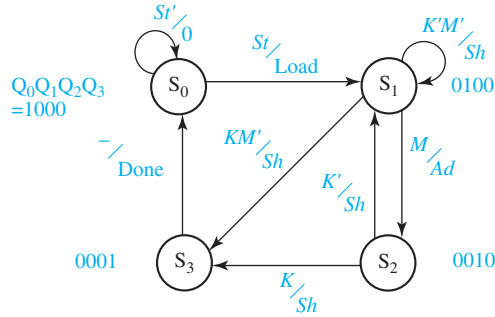 St'/0
St/Load
K'M'/Sh
Q₀Q₁Q₂Q₃
=1000
S₀
S₁
0100
–/Done
KM'/Sh
K'/Sh
M/Ad
0001
S₃
S₂
0010
K/Sh